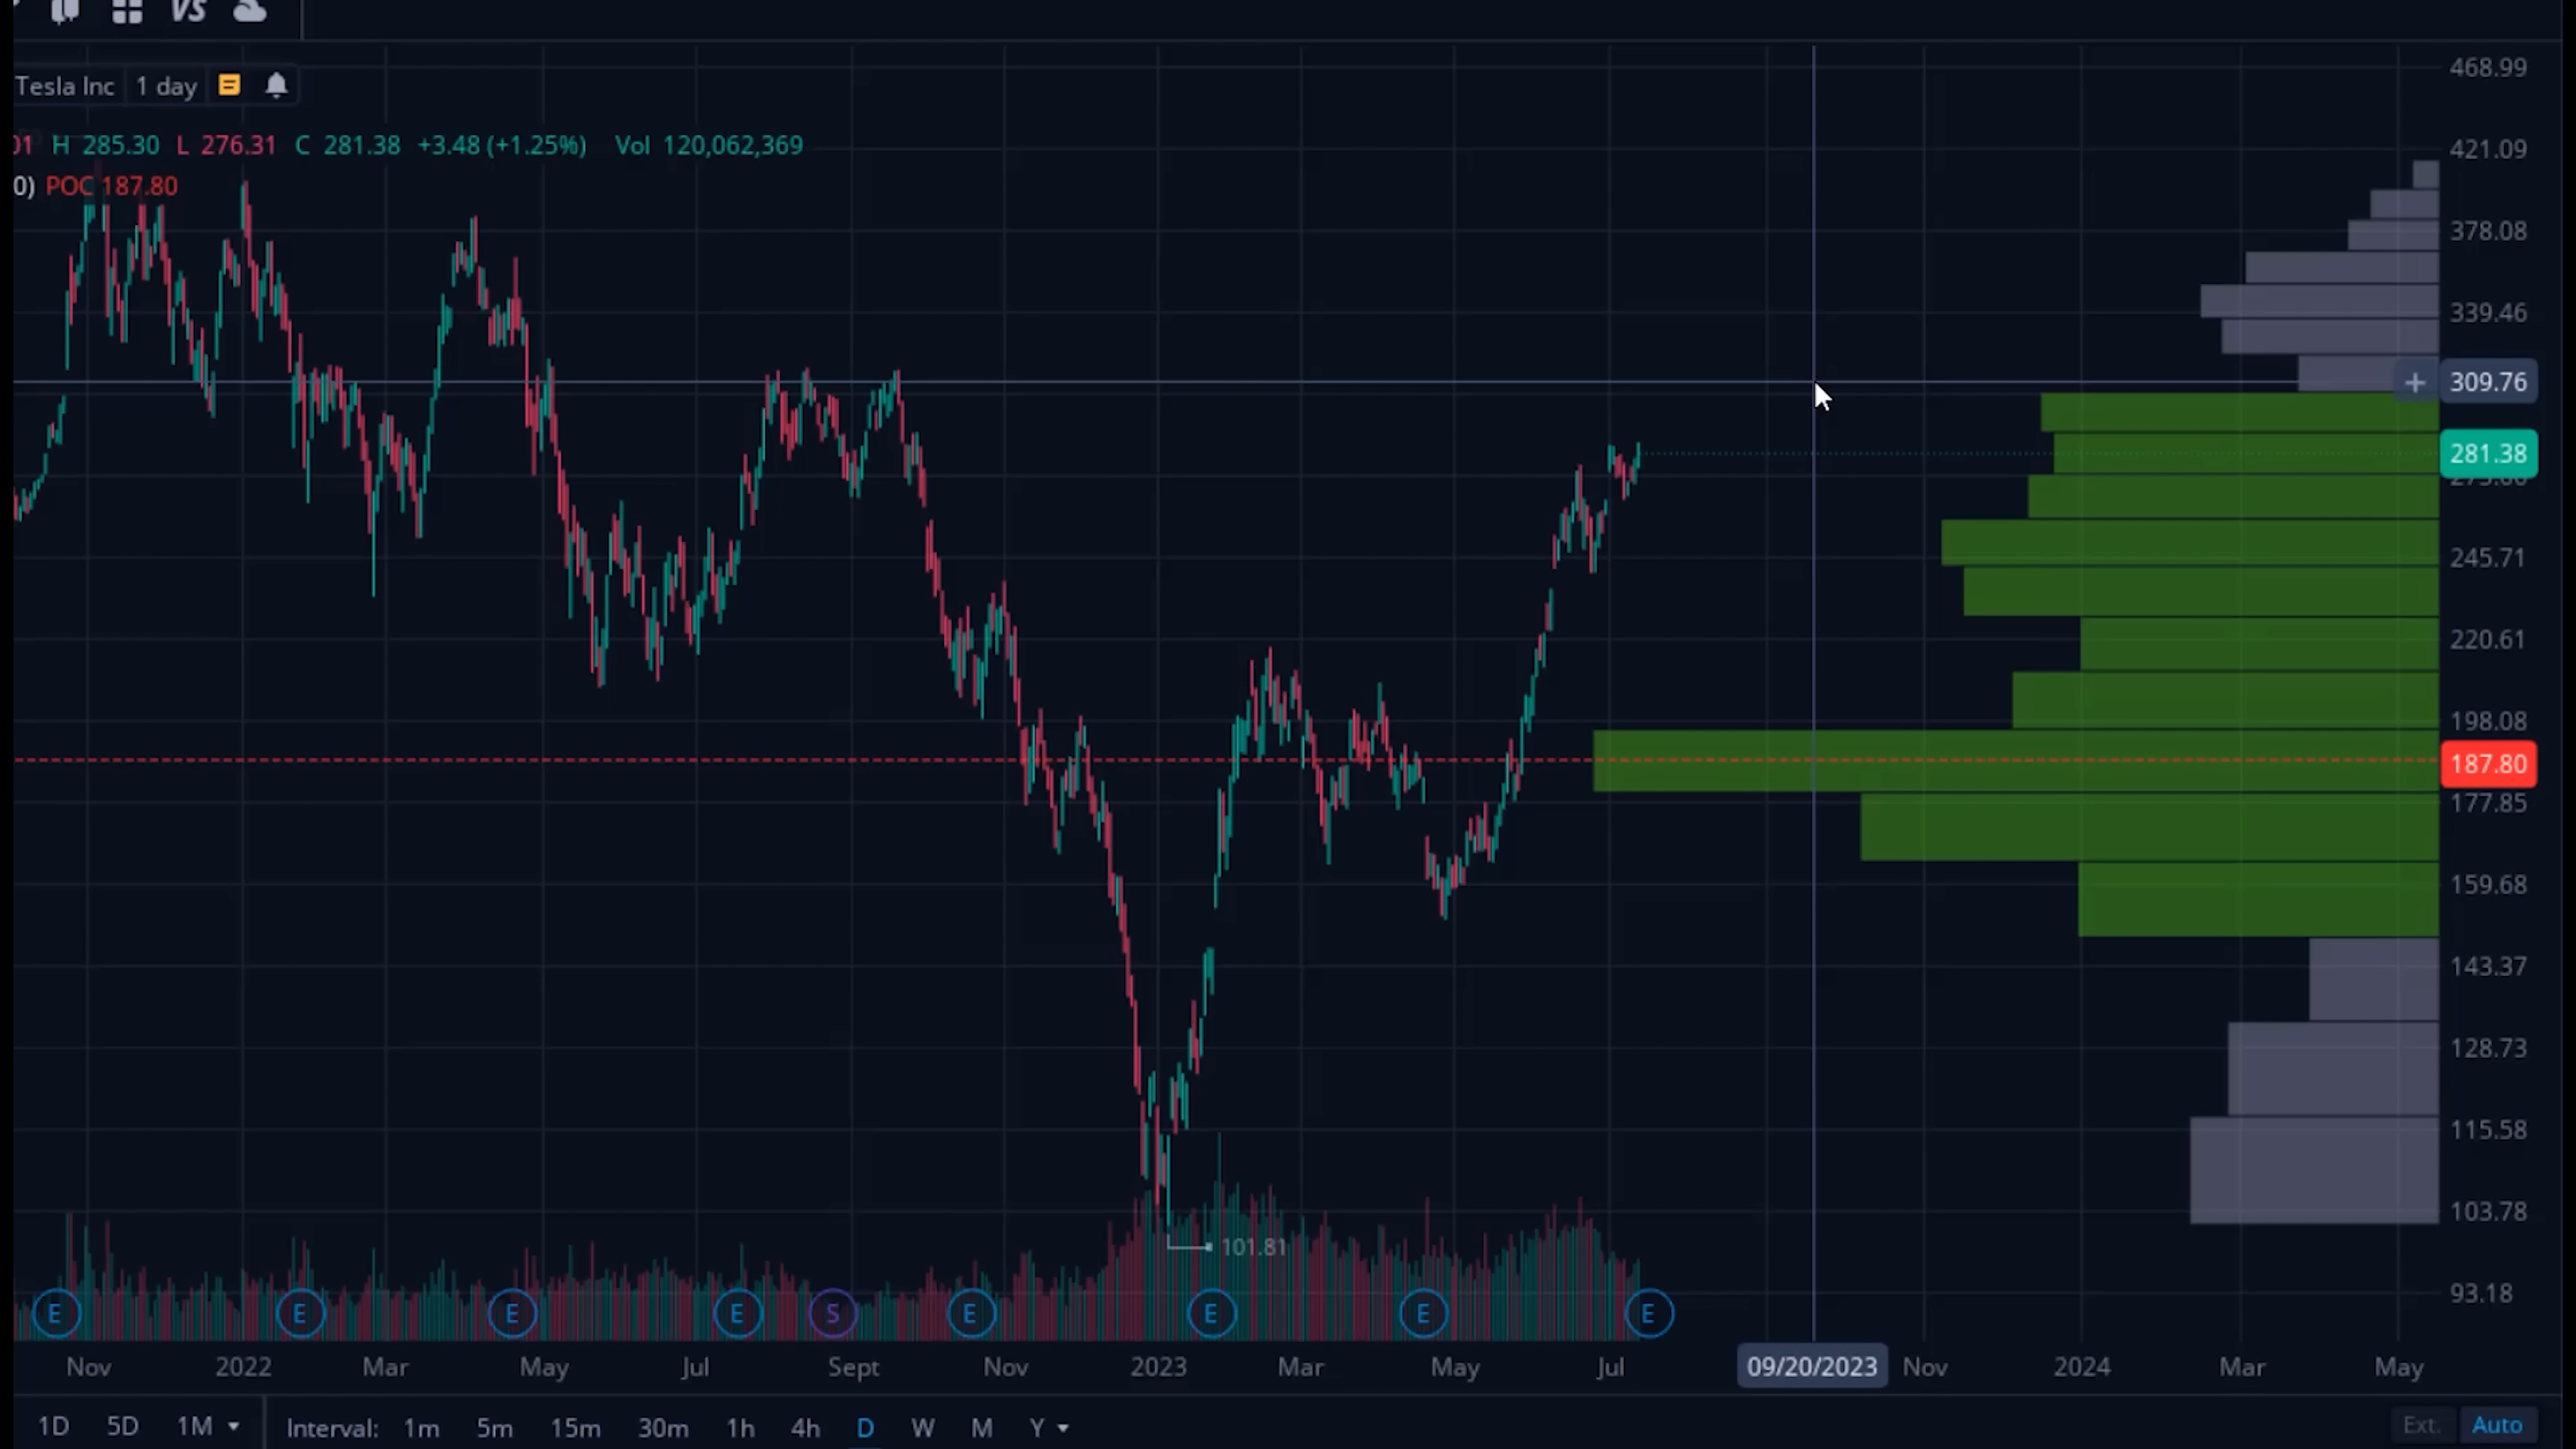 VS
Tesla Inc 1 day
01 H 285.30 L 276.31 C 281.38 +3.48 (+1.25%) Vol 120,062,369
0) POC 187.80
468.99
421.09
378.08
339.46
309.76
281.38
245.71
220.61
198.08
187.80
177.85
159.68
143.37
128.73
115.58
103.78
93.18
101.81
E E E E S E E E E
Nov 2022 Mar May Jul Sept Nov 2023 Mar May Jul 09/20/2023 Nov 2024 Mar May
1D 5D 1M Interval: 1m 5m 15m 30m 1h 4h D W M Y Ext. Auto